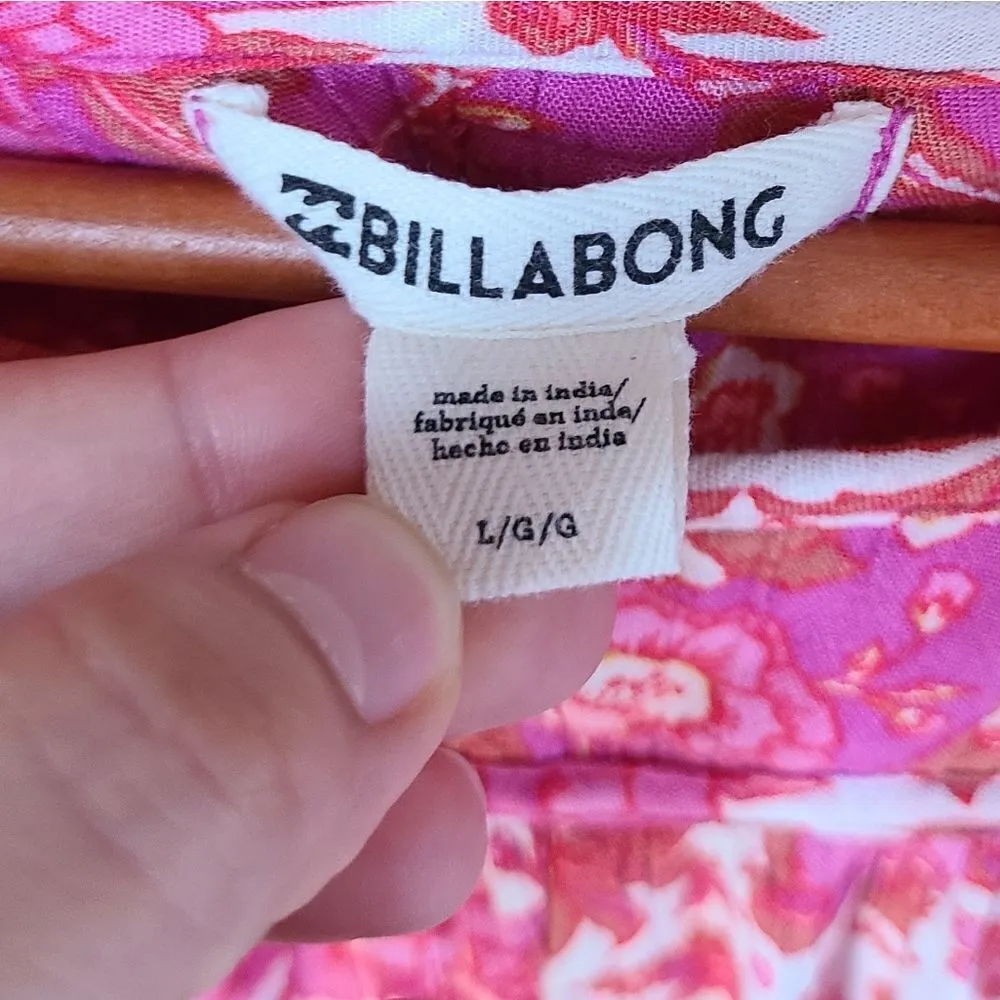 BILLABONG
made in india/
fabriqué en inde/
hecho en india
L/G/G